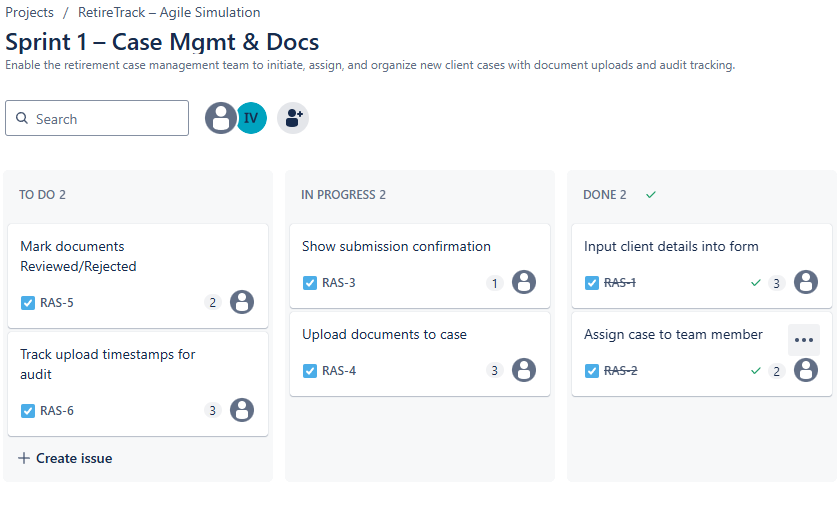 Projects / RetireTrack – Agile Simulation
Sprint 1 – Case Mgmt & Docs
Enable the retirement case management team to initiate, assign, and organize new client cases with document uploads and audit tracking.
Search
IV
TO DO 2
Mark documents
Reviewed/Rejected
RAS-5 2
Track upload timestamps for
audit
RAS-6 3
+ Create issue
IN PROGRESS 2
Show submission confirmation
RAS-3 1
Upload documents to case
RAS-4 3
DONE 2
Input client details into form
RAS-1 3
Assign case to team member
RAS-2 2